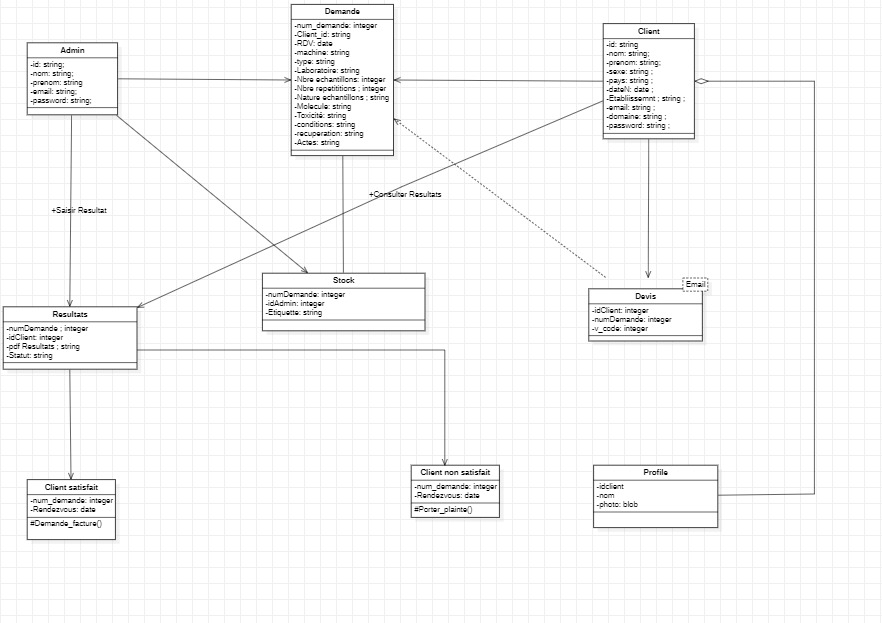 Demande
-num_demande: integer
-Client_id: string
-RDV: date
-machine: string
-type: string
-Laboratoire: string
-Nbre echantillons: integer
-Nbre repetititions ; integer
-Nature echantillons ; string
-Molecule: string
-Toxicité: string
-conditions: string
-recuperation: string
-Actes: string
Client
-id: string
-nom: string;
-prenom: string;
-sexe: string ;
-pays: string ;
-dateN: date ;
-Etabliissemnt ; string ;
-email: string ;
-domaine: string ;
-password: string ;
Admin
-id: string;
-nom: string;
-prenom: string
-email: string;
-password: string;
+Consulter Resultats
+Saisir Resultat
Stock
-numDemande: integer
-idAdmin: integer
-Etiquette: string
Email
Devis
-idClient: integer
-numDemande: integer
-v_code: integer
Resultats
-numDemande ; integer
-idClient: integer
-pdf Resultats ; string
-Statut: string
Client satisfait
-num_demande: integer
-Rendezvous: date
#Demande_facture()
Client non satisfait
-num_demande: integer
-Rendezvous: date
#Porter_plainte()
Profile
-idclient
-nom
-photo: blob